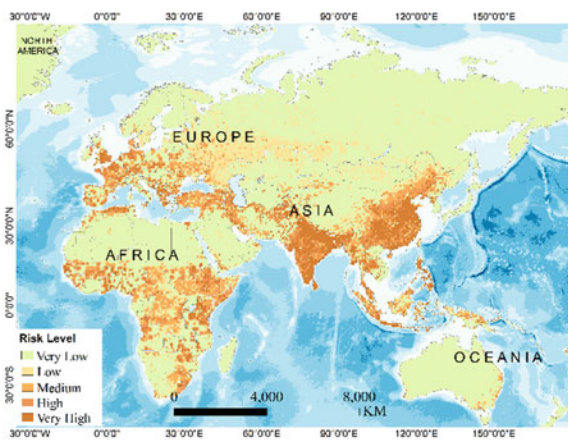 30°0'0"W 0°0'0" 30°0'0"E 60°0'0"E 90°0'0"E 120°0'0"E 150°0'0"E
NORTH
AMERICA
60°0'0"N
EUROPE
ASIA
30°0'0"N
AFRICA
0°0'0"
OCEANIA
30°0'0"S
Risk Level
Very Low
Low
Medium
High
Very High
0 4,000 8,000
KM
30°0'0"W 0°0'0" 30°0'0"E 60°0'0"E 90°0'0"E 120°0'0"E 150°0'0"E